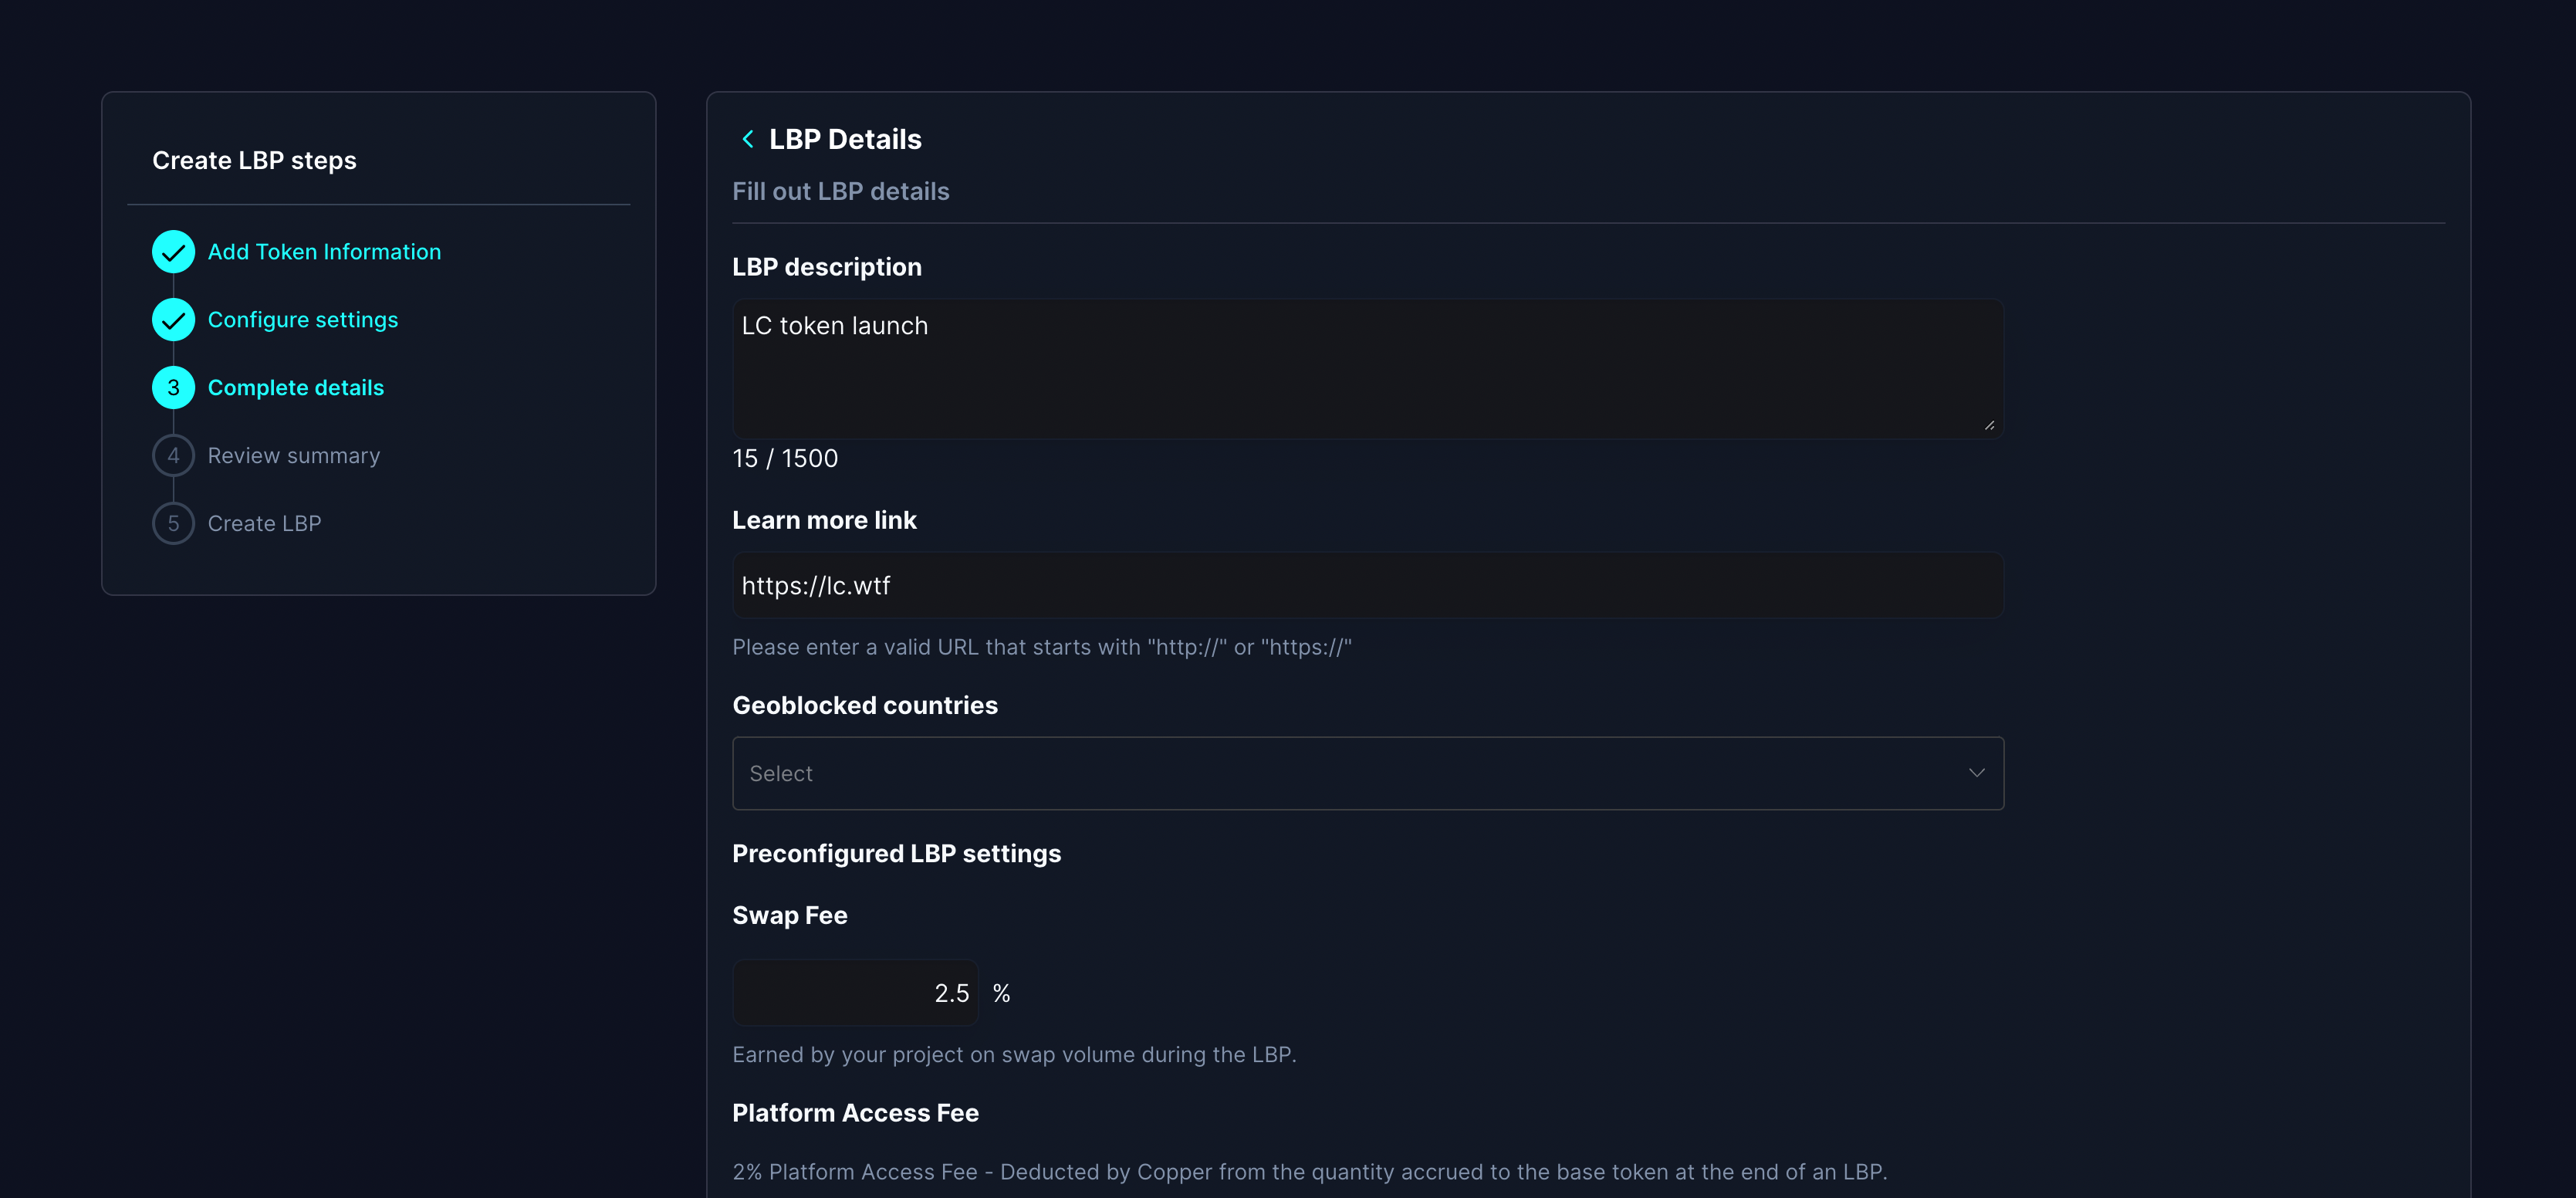 Create LBP steps
Add Token Information
Configure settings
3 Complete details
4 Review summary
5 Create LBP
LBP Details
Fill out LBP details
LBP description
LC token launch
15 / 1500
Learn more link
https://lc.wtf
Please enter a valid URL that starts with "http://" or "https://"
Geoblocked countries
Select
Preconfigured LBP settings
Swap Fee
2.5 %
Earned by your project on swap volume during the LBP.
Platform Access Fee
2% Platform Access Fee - Deducted by Copper from the quantity accrued to the base token at the end of an LBP.